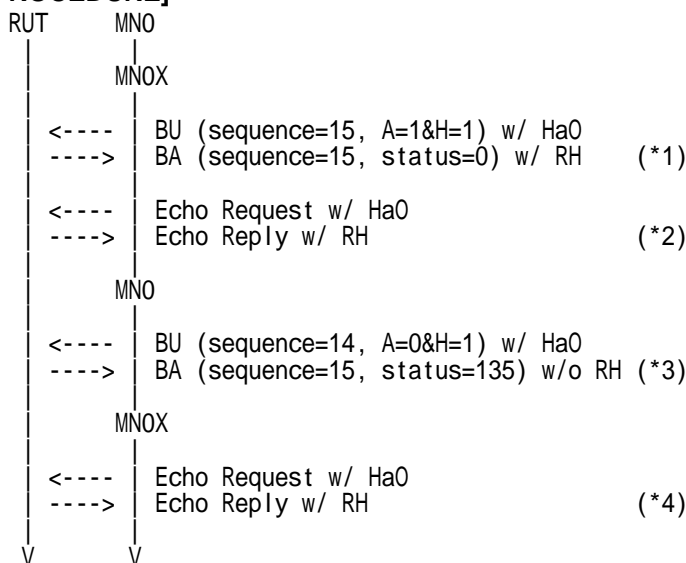 RUT MN0
MN0X
<---- BU (sequence=15, A=1&H=1) w/ HaO
----> BA (sequence=15, status=0) w/ RH (*1)
<---- Echo Request w/ HaO
----> Echo Reply w/ RH (*2)
MN0
<---- BU (sequence=14, A=0&H=1) w/ HaO
----> BA (sequence=15, status=135) w/o RH (*3)
MN0X
<---- Echo Request w/ HaO
----> Echo Reply w/ RH (*4)
V V